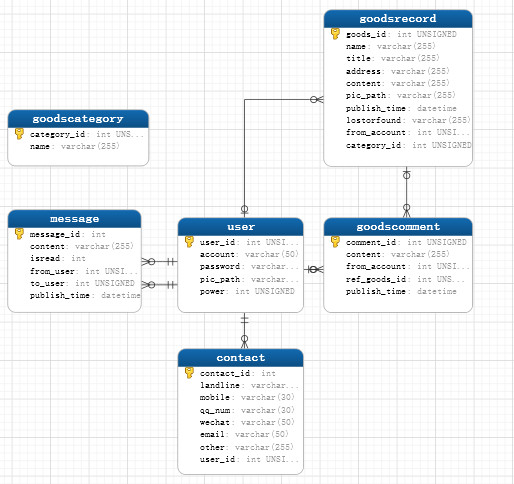 goodsrecord
goods_id: int UNSIGNED
name: varchar(255)
title: varchar(255)
address: varchar(255)
content: varchar(255)
pic_path: varchar(255)
publish_time: datetime
lostorfound: varchar(255)
from_account: int UNSI...
category_id: int UNSIGNED
goodscategory
category_id: int UNS...
name: varchar(255)
message
message_id: int
content: varchar(255)
isread: int
from_user: int UNSI...
to_user: int UNSIGNED
publish_time: datetime
user
user_id: int UNSI...
account: varchar(50)
password: varchar...
pic_path: varchar...
power: int UNSIGNED
goodscomment
comment_id: int UNSIGNED
content: varchar(255)
from_account: int UNSI...
ref_goods_id: int UNSI...
publish_time: datetime
contact
contact_id: int
landline: varchar...
mobile: varchar(30)
qq_num: varchar(30)
wechat: varchar(50)
email: varchar(50)
other: varchar(255)
user_id: int UNSI...